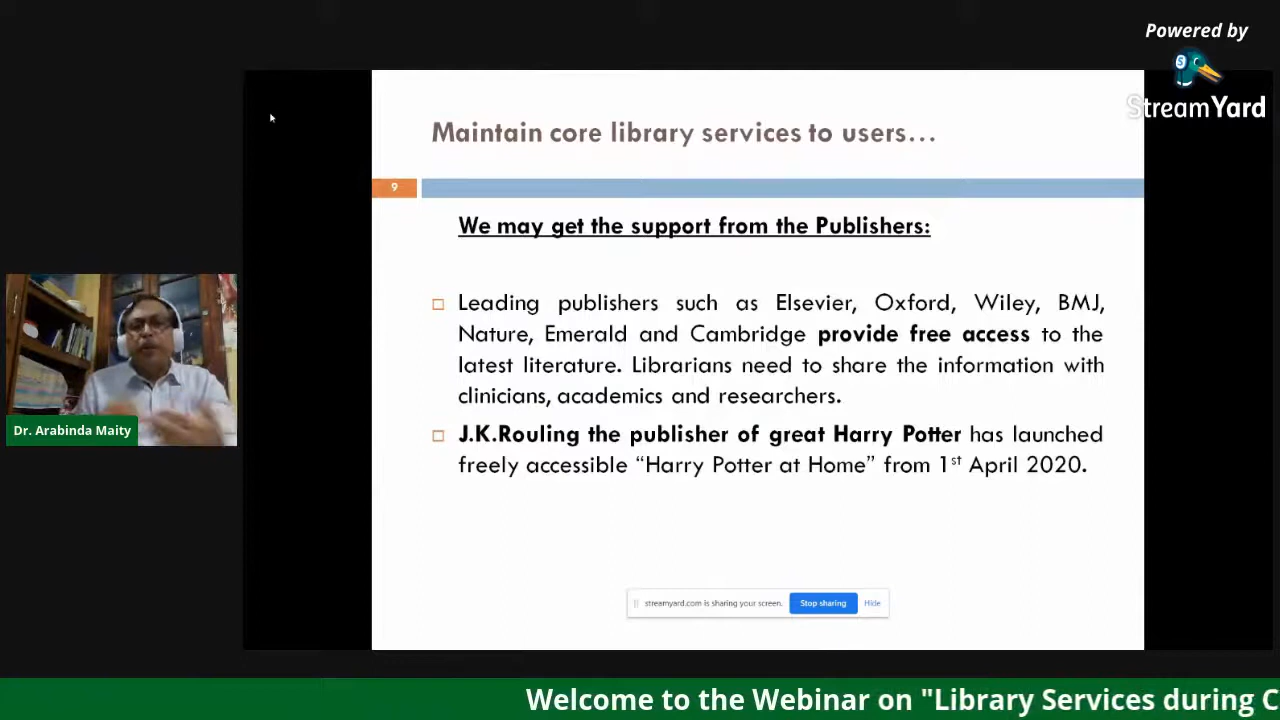 Powered by
StreamYard
Maintain core library services to users...
9
We may get the support from the Publishers:
Leading publishers such as Elsevier, Oxford, Wiley, BMJ,
Nature, Emerald and Cambridge provide free access to the
latest literature. Librarians need to share the information with
clinicians, academics and researchers.
J.K.Rouling the publisher of great Harry Potter has launched
freely accessible “Harry Potter at Home” from 1st April 2020.
Dr. Arabinda Maity
streamyard.com is sharing your screen.
Stop sharing
Hide
Welcome to the Webinar on "Library Services during C